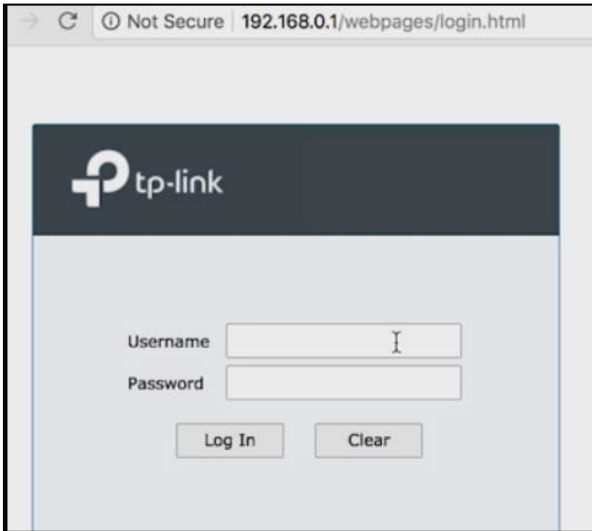 Not Secure 192.168.0.1/webpages/login.html
tp-link
Username
Password
Log In Clear